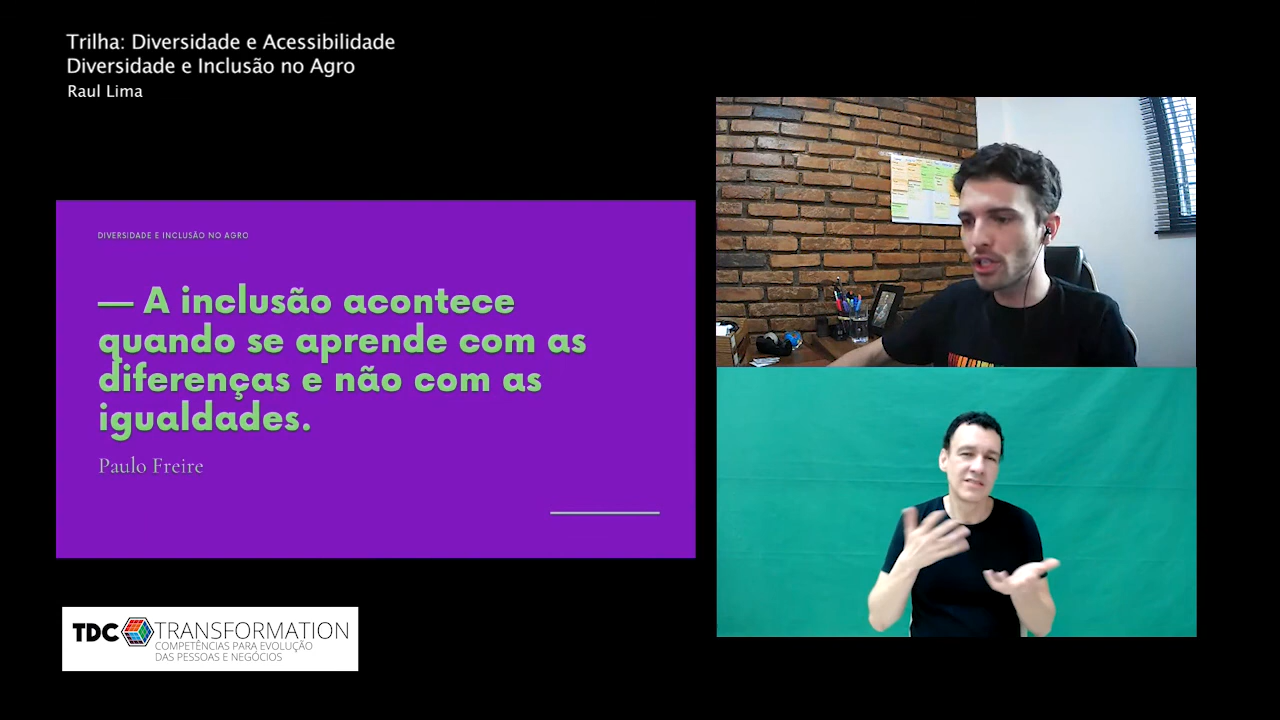 Trilha: Diversidade e Acessibilidade
Diversidade e Inclusão no Agro
Raul Lima
DIVERSIDADE E INCLUSÃO NO AGRO
— A inclusão acontece
quando se aprende com as
diferenças e não com as
igualdades.
Paulo Freire
TDC TRANSFORMATION
COMPETÊNCIAS PARA EVOLUÇÃO
DAS PESSOAS E NEGÓCIOS